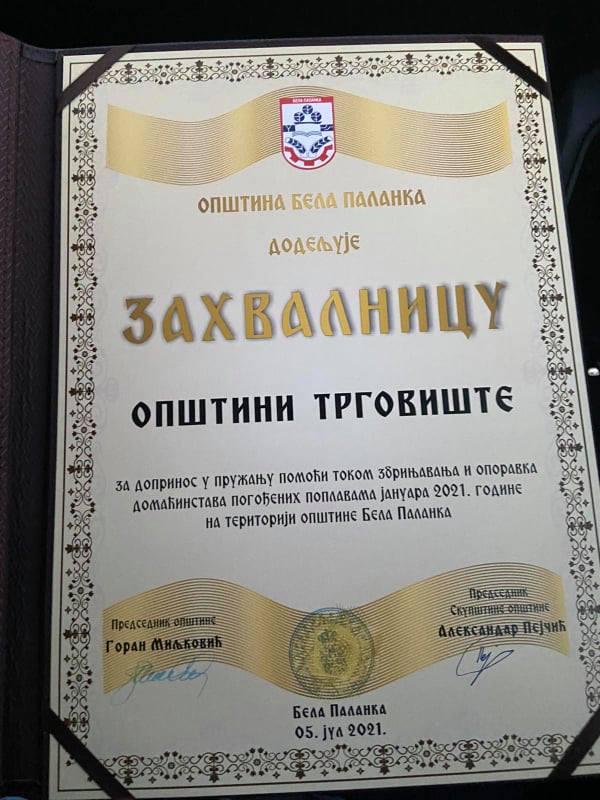 БЕЛА ПАЛАНКА
ОПШТИНА БЕЛА ПАЛАНКА
ДОДЕЉУЈЕ
ЗАХВАЛНИЦУ
ОПШТИНИ ТРГОВИШТЕ
за допринос у пружању помоћи током збрињавања и опоравка
домаћинстава погођених поплавама јануара 2021. године
на територији општине Бела Паланка
Председник општине
Горан Миљковић
Председник
Скупштине општине
Александар Пејчић
Бела Паланка
05. јул 2021.